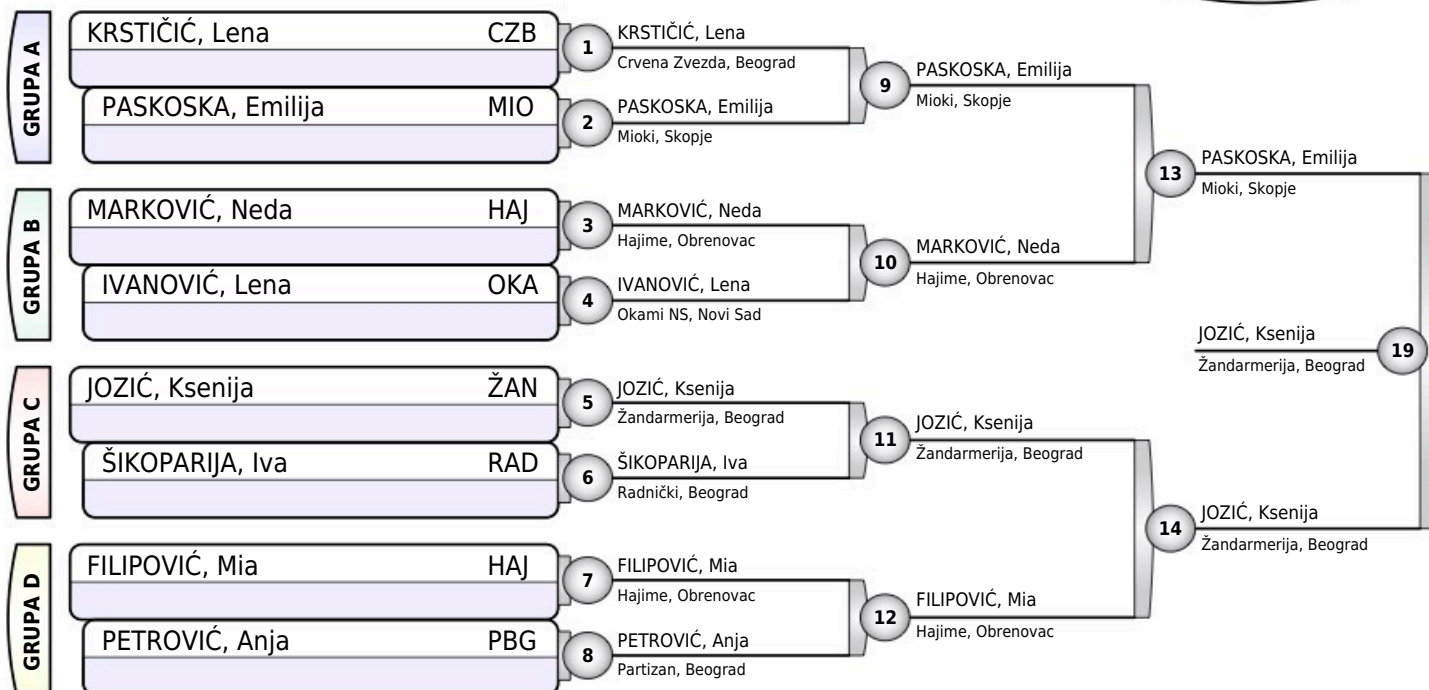 GRUPA A
KRSTIČIĆ, Lena CZB
PASKOSKA, Emilija MIO
GRUPA B
MARKOVIĆ, Neda HAJ
IVANOVIĆ, Lena OKA
GRUPA C
JOZIĆ, Ksenija ŽAN
ŠIKOPARIJA, Iva RAD
GRUPA D
FILIPOVIĆ, Mia HAJ
PETROVIĆ, Anja PBG
1
KRSTIČIĆ, Lena
Crvena Zvezda, Beograd
2
PASKOSKA, Emilija
Mioki, Skopje
3
MARKOVIĆ, Neda
Hajime, Obrenovac
4
IVANOVIĆ, Lena
Okami NS, Novi Sad
5
JOZIĆ, Ksenija
Žandarmerija, Beograd
6
ŠIKOPARIJA, Iva
Radnički, Beograd
7
FILIPOVIĆ, Mia
Hajime, Obrenovac
8
PETROVIĆ, Anja
Partizan, Beograd
9
PASKOSKA, Emilija
Mioki, Skopje
10
MARKOVIĆ, Neda
Hajime, Obrenovac
11
JOZIĆ, Ksenija
Žandarmerija, Beograd
12
FILIPOVIĆ, Mia
Hajime, Obrenovac
13
PASKOSKA, Emilija
Mioki, Skopje
14
JOZIĆ, Ksenija
Žandarmerija, Beograd
JOZIĆ, Ksenija
Žandarmerija, Beograd
19